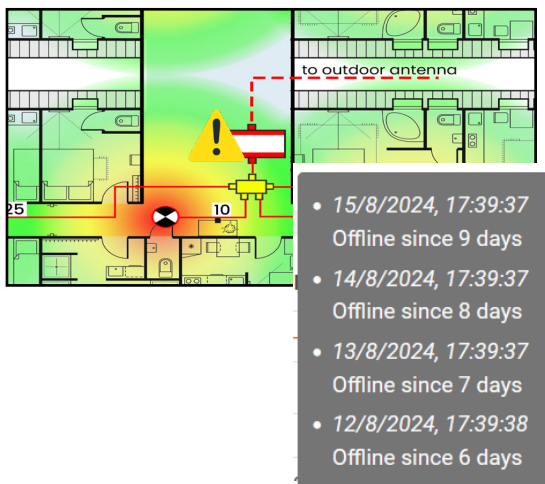 to outdoor antenna
25
10
15/8/2024, 17:39:37
Offline since 9 days
14/8/2024, 17:39:37
Offline since 8 days
13/8/2024, 17:39:37
Offline since 7 days
12/8/2024, 17:39:38
Offline since 6 days